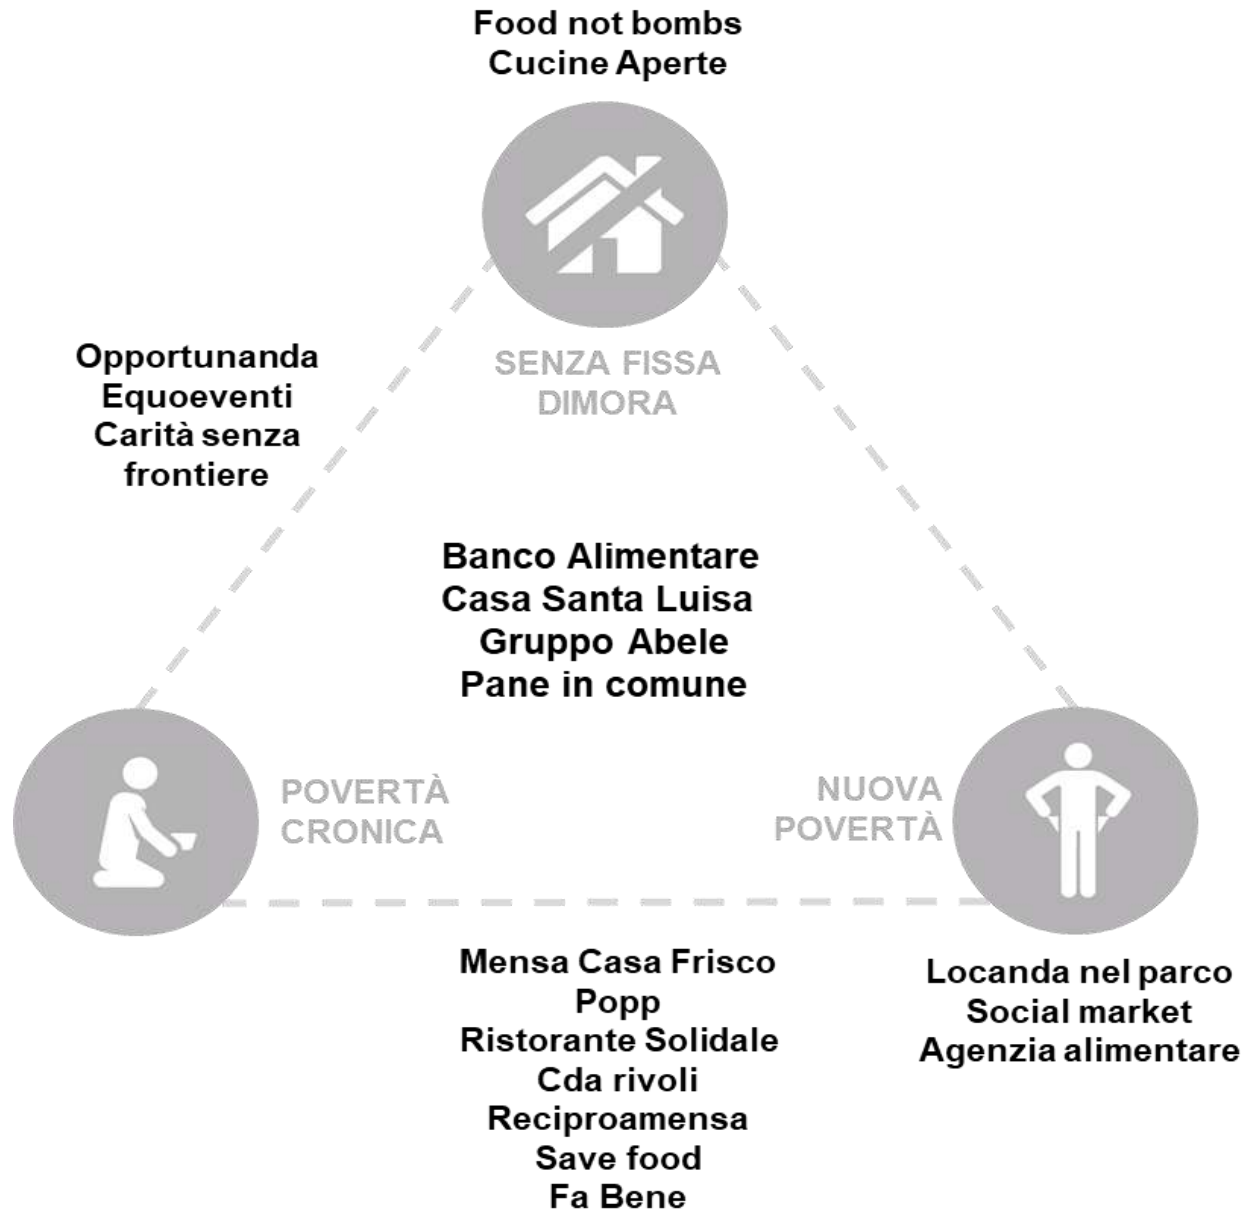 Food not bombs
Cucine Aperte
SENZA FISSA
DIMORA
Opportunanda
Equoeventi
Carità senza
frontiere
Banco Alimentare
Casa Santa Luisa
Gruppo Abele
Pane in comune
POVERTÀ
CRONICA
NUOVA
POVERTÀ
Mensa Casa Frisco
Popp
Ristorante Solidale
Cda rivoli
Reciproamensa
Save food
Fa Bene
Locanda nel parco
Social market
Agenzia alimentare